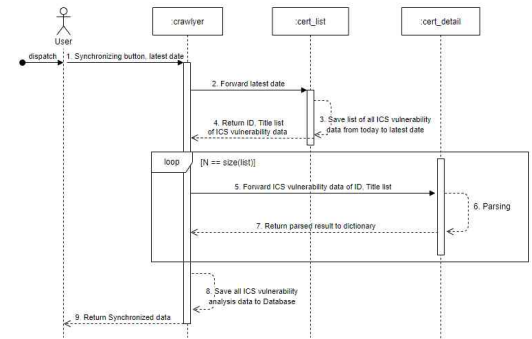 :crawlyer
:cert_list
:cert_detail
User
dispatch
1. Synchronizing button, latest date
2. Forward latest date
3. Save list of all ICS vulnerability
data from today to latest date
4. Return ID, Title list
of ICS vulnerability data
loop
[N == size(list)]
5. Forward ICS vulnerability data of ID, Title list
6. Parsing
7. Return parsed result to dictionary
8. Save all ICS vulnerability
analysis data to Database
9. Return Synchronized data